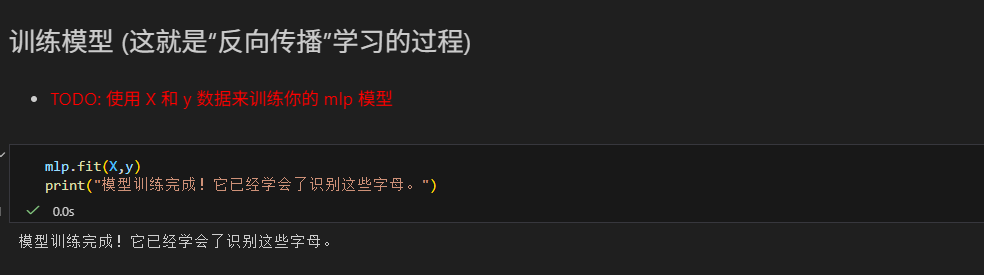 训练模型 (这就是“反向传播”学习的过程)
TODO: 使用 X 和 y 数据来训练你的 mlp 模型
mlp.fit(X,y)
print("模型训练完成！它已经学会了识别这些字母。")
0.0s
模型训练完成！它已经学会了识别这些字母。